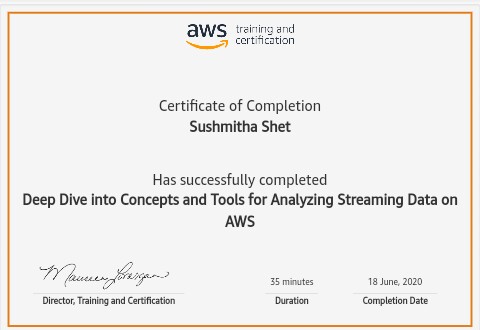 aws training and
certification
Certificate of Completion
Sushmitha Shet
Has successfully completed
Deep Dive into Concepts and Tools for Analyzing Streaming Data on
AWS
Maureen Lonergan
35 minutes
18 June, 2020
Director, Training and Certification
Duration
Completion Date